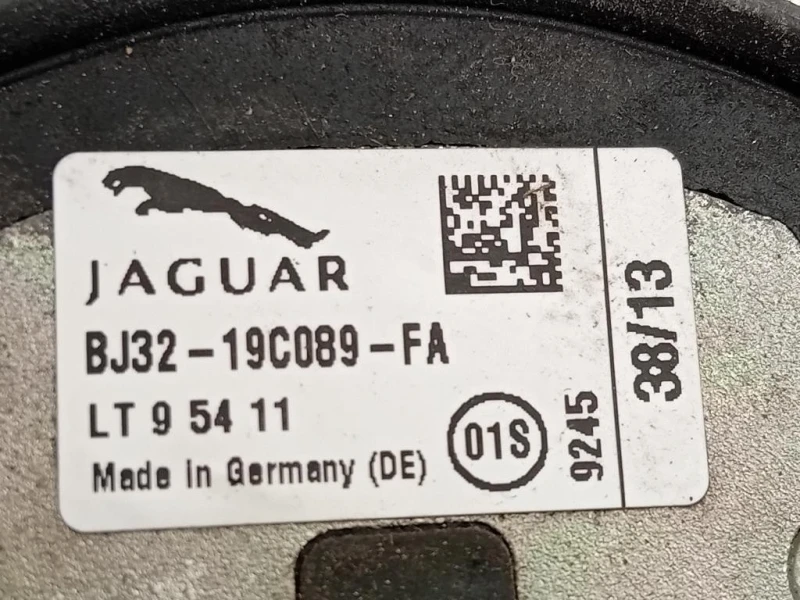 JAGUAR
BJ32-19C089-FA
LT 9 54 11
Made in Germany (DE)
01S
9245
38/13